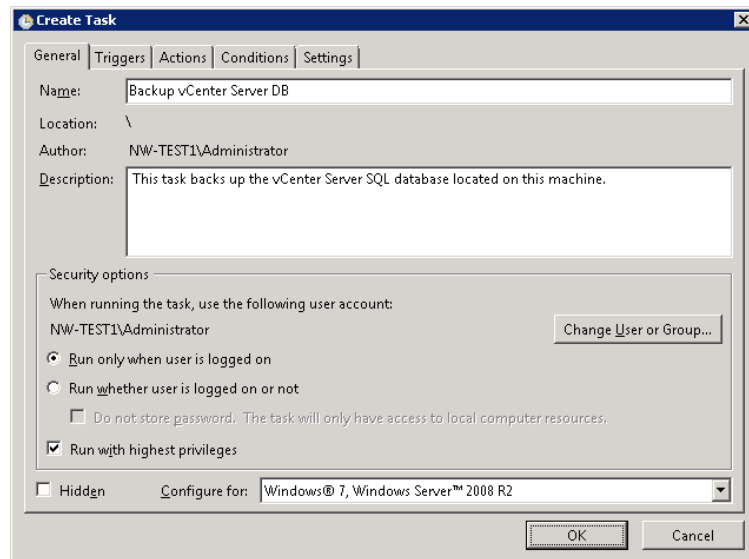 Create Task
General Triggers Actions Conditions Settings
Name: Backup vCenter Server DB
Location: \
Author: NW-TEST1\Administrator
Description: This task backs up the vCenter Server SQL database located on this machine.
Security options
When running the task, use the following user account:
NW-TEST1\Administrator Change User or Group...
Run only when user is logged on
Run whether user is logged on or not
Do not store password. The task will only have access to local computer resources.
Run with highest privileges
Hidden Configure for: Windows® 7, Windows Server™ 2008 R2
OK Cancel